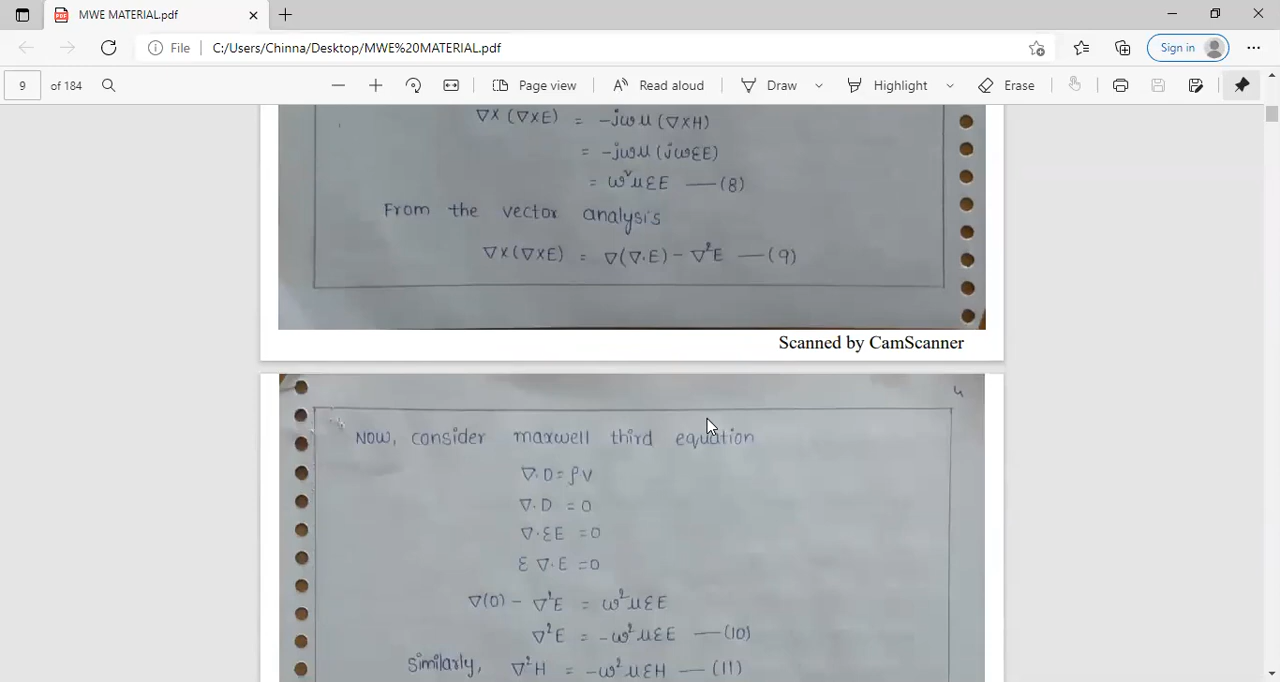 MWE MATERIAL.pdf
File C:/Users/Chinna/Desktop/MWE%20MATERIAL.pdf
Sign in
9 of 184
Page view
Read aloud
Draw
Highlight
Erase
∇X (∇XE) = -jωμ (∇XH)
= -jωμ (jωεE)
= ω²μεE —(8)
From the vector analysis
∇X(∇XE) = ∇(∇.E) - ∇²E —(9)
Scanned by CamScanner
4
Now, consider maxwell third equation
∇.D = ρv
∇.D = 0
∇.εE = 0
ε ∇.E = 0
∇(0) - ∇²E = ω²μεE
∇²E = -ω²μεE —(10)
Similarly, ∇²H = -ω²μεH —(11)